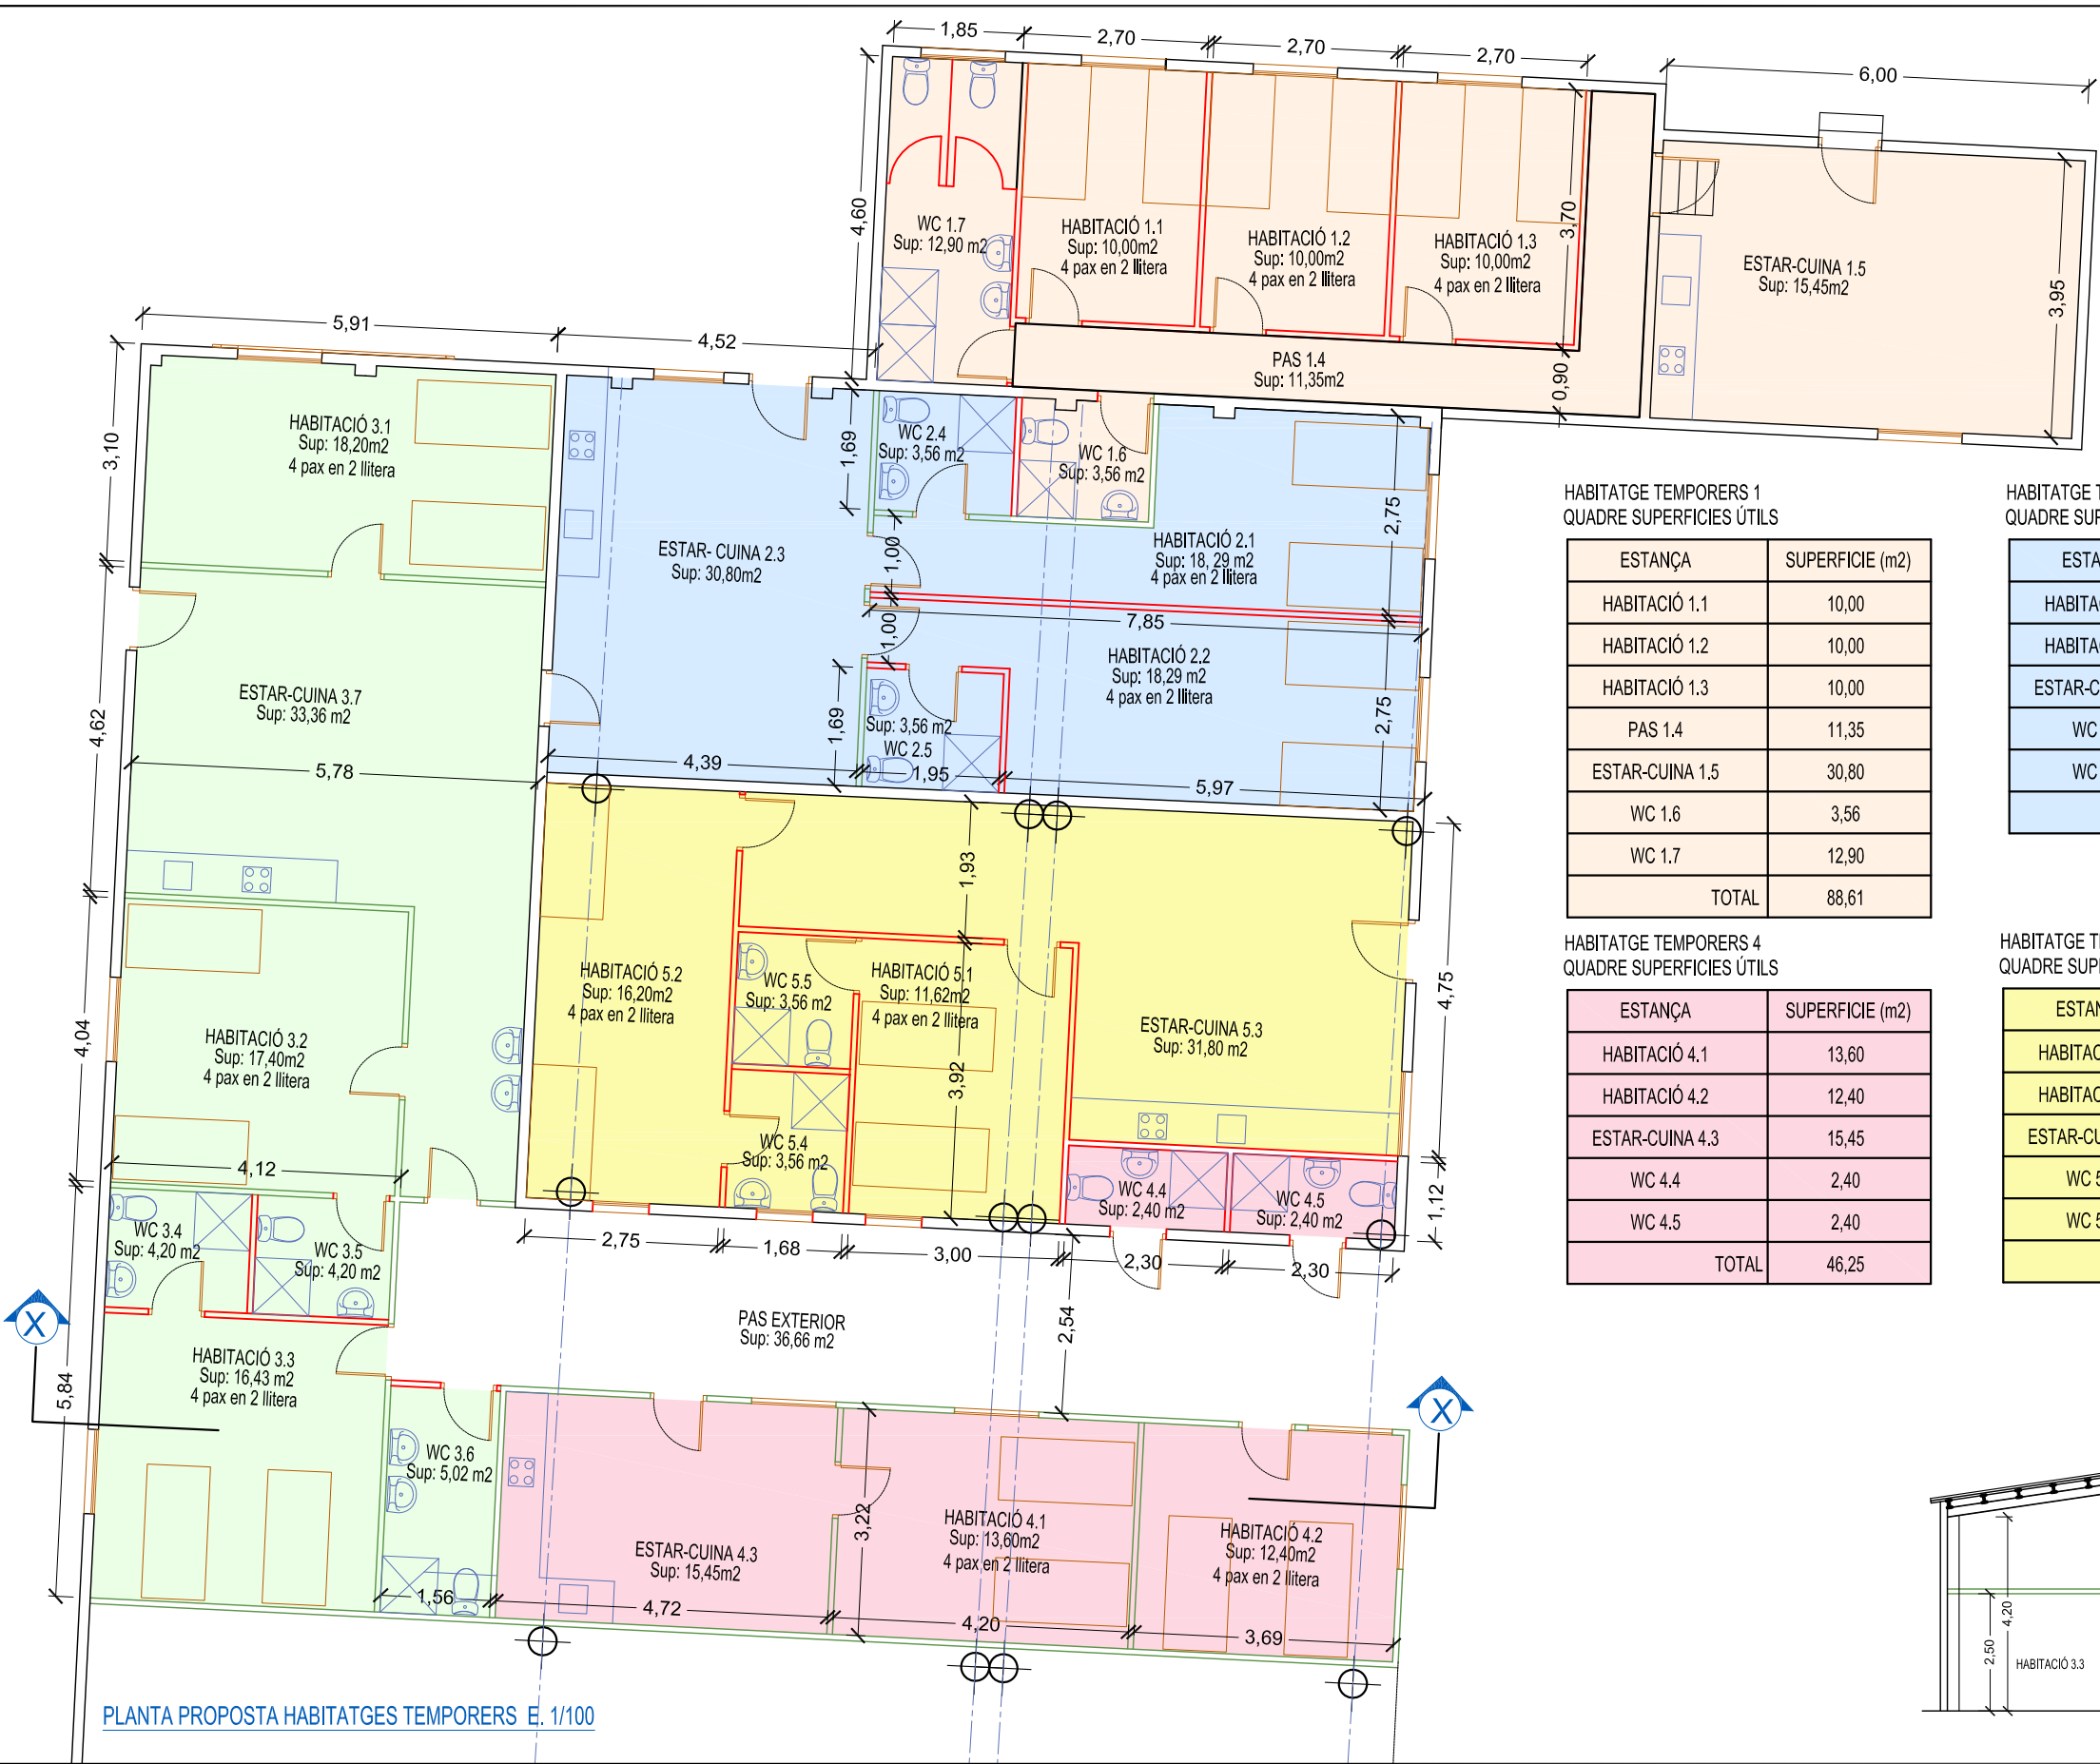 1,85
2,70
2,70
2,70
6,00
4,60
WC 1.7
Sup: 12,90 m2
HABITACIÓ 1.1
Sup: 10,00m2
4 pax en 2 llitera
HABITACIÓ 1.2
Sup: 10,00m2
4 pax en 2 llitera
HABITACIÓ 1.3
Sup: 10,00m2
4 pax en 2 llitera
3,70
ESTAR-CUINA 1.5
Sup: 15,45m2
3,95
PAS 1.4
Sup: 11,35m2
0,90
5,91
4,52
3,10
HABITACIÓ 3.1
Sup: 18,20m2
4 pax en 2 llitera
1,69
WC 2.4
Sup: 3,56 m2
WC 1.6
Sup: 3,56 m2
2,75
ESTAR- CUINA 2.3
Sup: 30,80m2
1,00
HABITACIÓ 2.1
Sup: 18, 29 m2
4 pax en 2 llitera
7,85
1,00
HABITACIÓ 2.2
Sup: 18,29 m2
4 pax en 2 llitera
2,75
4,62
ESTAR-CUINA 3.7
Sup: 33,36 m2
5,78
1,69
Sup: 3,56 m2
WC 2.5
4,39
1,95
5,97
1,93
4,75
HABITACIÓ 5.2
Sup: 16,20m2
4 pax en 2 llitera
WC 5.5
Sup: 3,56 m2
HABITACIÓ 5.1
Sup: 11,62m2
4 pax en 2 llitera
ESTAR-CUINA 5.3
Sup: 31,80 m2
3,92
4,04
HABITACIÓ 3.2
Sup: 17,40m2
4 pax en 2 llitera
4,12
WC 5.4
Sup: 3,56 m2
WC 4.4
Sup: 2,40 m2
WC 4.5
Sup: 2,40 m2
1,12
WC 3.4
Sup: 4,20 m2
WC 3.5
Sup: 4,20 m2
2,75
1,68
3,00
2,30
2,30
PAS EXTERIOR
Sup: 36,66 m2
2,54
X
X
5,84
HABITACIÓ 3.3
Sup: 16,43 m2
4 pax en 2 llitera
WC 3.6
Sup: 5,02 m2
ESTAR-CUINA 4.3
Sup: 15,45m2
3,22
HABITACIÓ 4.1
Sup: 13,60m2
4 pax en 2 llitera
HABITACIÓ 4.2
Sup: 12,40m2
4 pax en 2 llitera
1,56
4,72
4,20
3,69
PLANTA PROPOSTA HABITATGES TEMPORERS E. 1/100
HABITATGE TEMPORERS 1
QUADRE SUPERFICIES ÚTILS
ESTANÇA SUPERFICIE (m2)
HABITACIÓ 1.1 10,00
HABITACIÓ 1.2 10,00
HABITACIÓ 1.3 10,00
PAS 1.4 11,35
ESTAR-CUINA 1.5 30,80
WC 1.6 3,56
WC 1.7 12,90
TOTAL 88,61
HABITATGE T
QUADRE SUP
ESTA
HABITA
HABITA
ESTAR-C
WC
WC
HABITATGE TEMPORERS 4
QUADRE SUPERFICIES ÚTILS
ESTANÇA SUPERFICIE (m2)
HABITACIÓ 4.1 13,60
HABITACIÓ 4.2 12,40
ESTAR-CUINA 4.3 15,45
WC 4.4 2,40
WC 4.5 2,40
TOTAL 46,25
HABITATGE T
QUADRE SUP
ESTAN
HABITAC
HABITAC
ESTAR-CU
WC 5
WC 5
4,20
2,50
HABITACIÓ 3.3